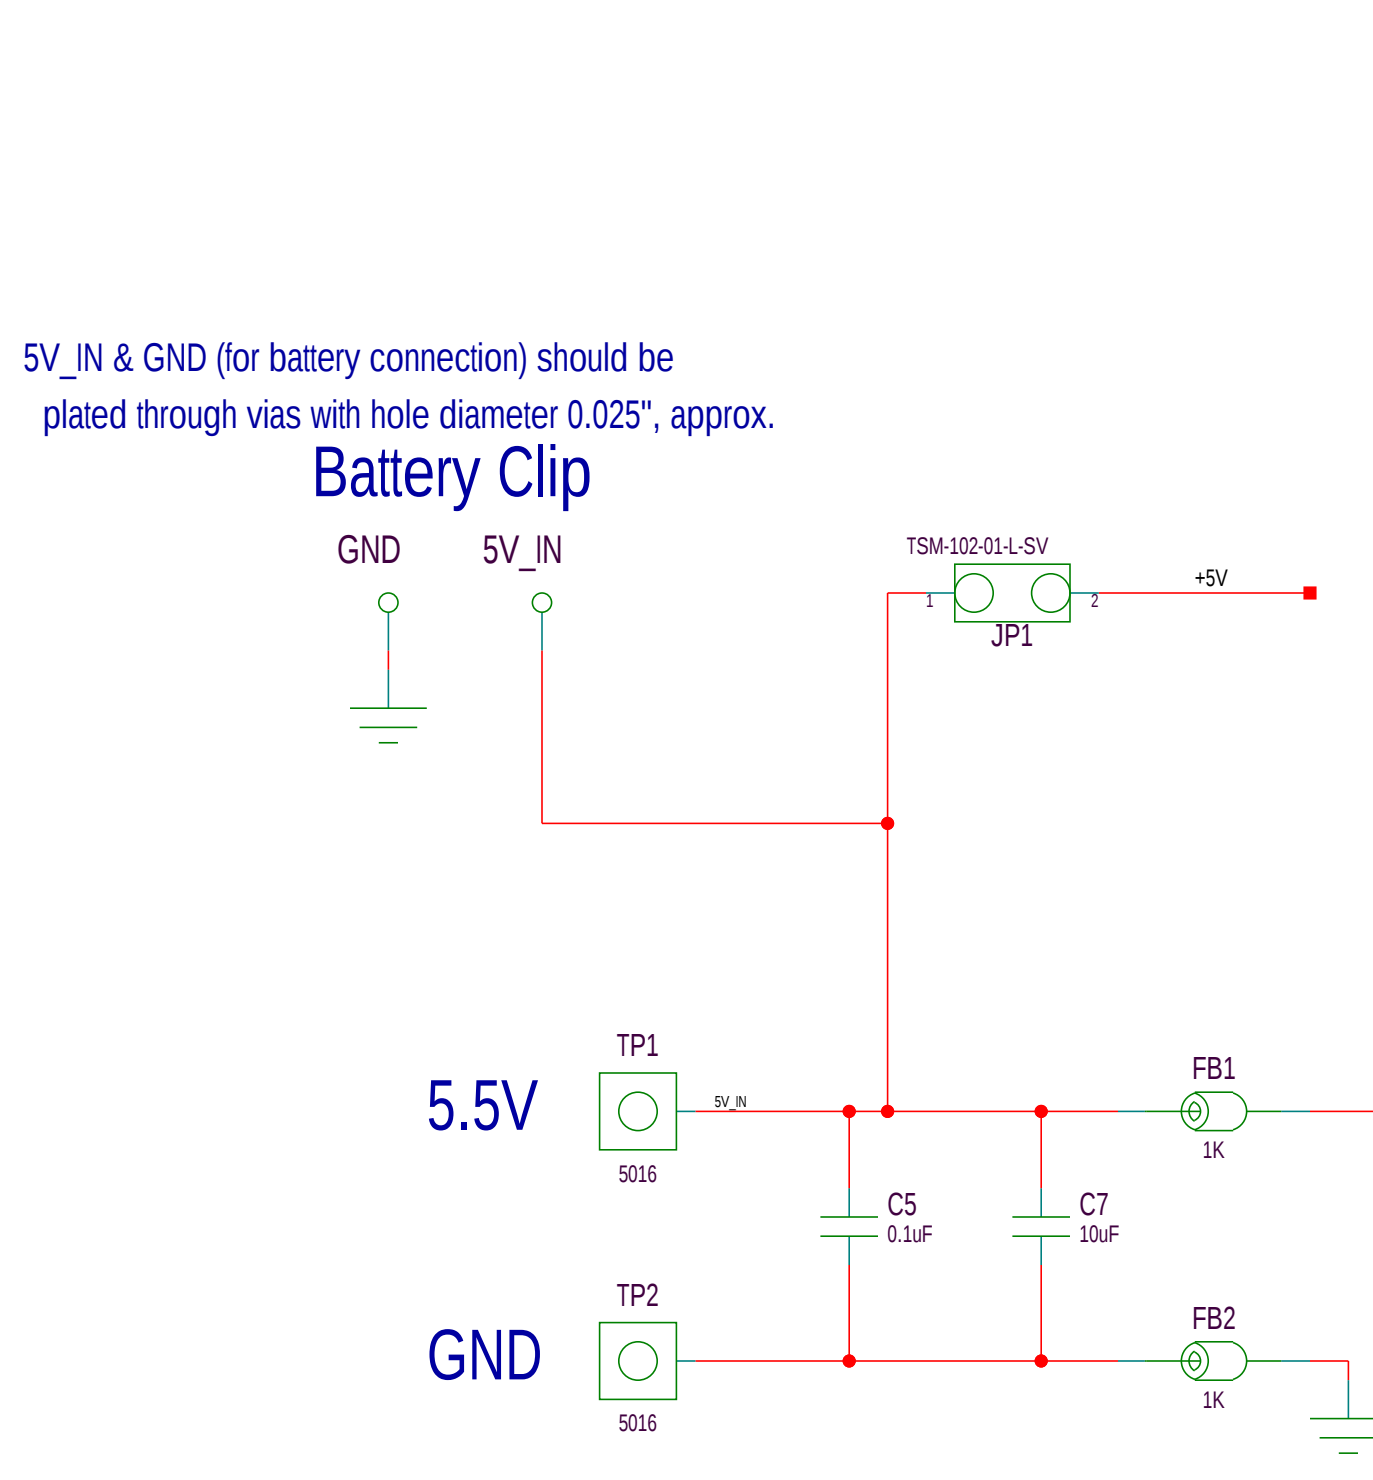 5V_IN & GND (for battery connection) should be
plated through vias with hole diameter 0.025", approx.
Battery Clip
GND 5V_IN
TSM-102-01-L-SV
+5V
1 2
JP1
TP1
FB1
5.5V
5V_IN
1K
5016
C5 C7
0.1uF 10uF
TP2
FB2
GND
1K
5016